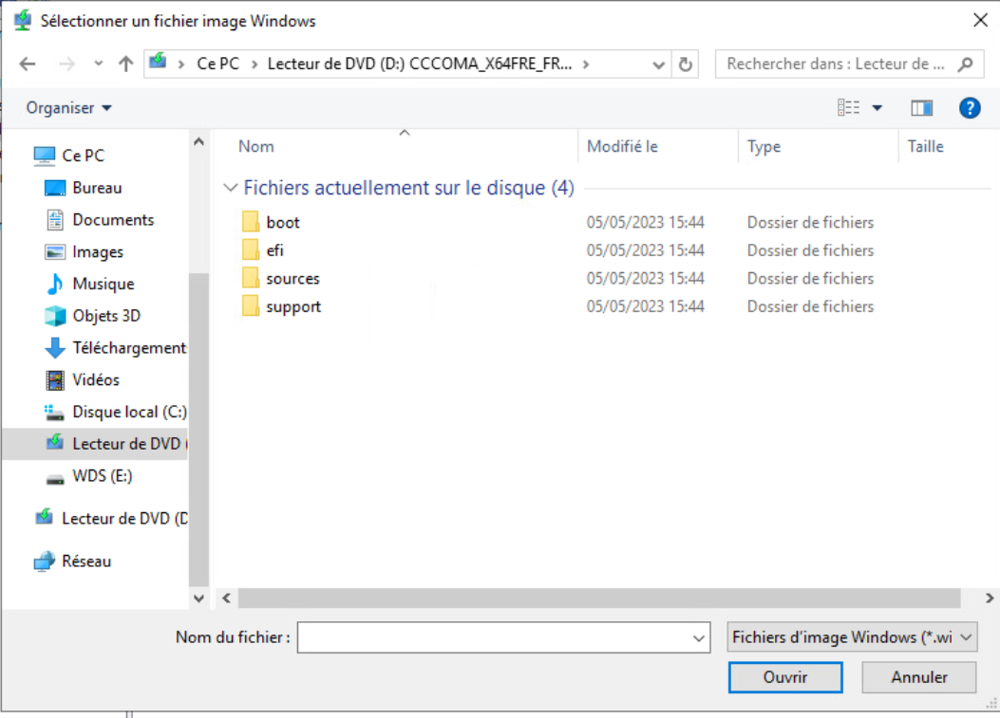 Sélectionner un fichier image Windows
Ce PC > Lecteur de DVD (D:) CCCOMA_X64FRE_FR... >
Rechercher dans : Lecteur de ...
Organiser
Nom Modifié le Type Taille
Ce PC
Bureau
Documents
Images
Musique
Objets 3D
Téléchargement
Vidéos
Disque local (C:)
Lecteur de DVD (
WDS (E:)
Lecteur de DVD (D
Réseau
Fichiers actuellement sur le disque (4)
boot 05/05/2023 15:44 Dossier de fichiers
efi 05/05/2023 15:44 Dossier de fichiers
sources 05/05/2023 15:44 Dossier de fichiers
support 05/05/2023 15:44 Dossier de fichiers
Nom du fichier :
Fichiers d'image Windows (*.wi
Ouvrir Annuler